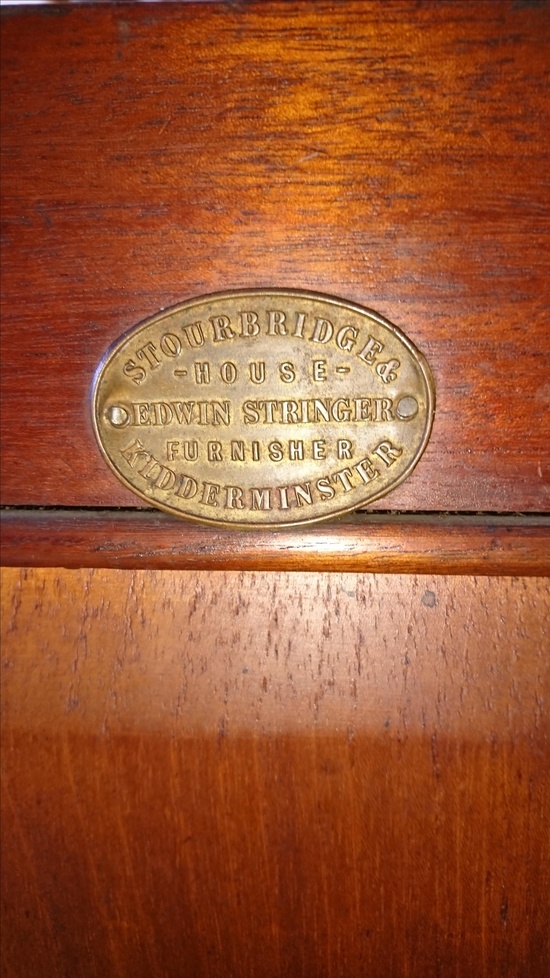 STOURBRIDGE &
-HOUSE-
EDWIN STRINGER
FURNISHER
KIDDERMINSTER